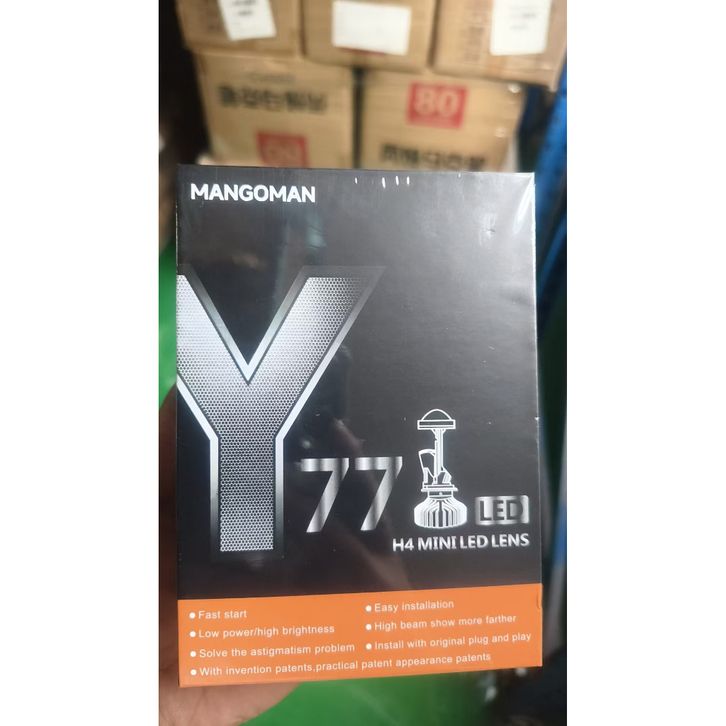 80
MANGOMAN
Y
77
LED
H4 MINI LED LENS
Fast start
Low power/high brightness
Solve the astigmatism problem
With invention patents,practical patent appearance patents
Easy installation
High beam show more farther
Install with original plug and play